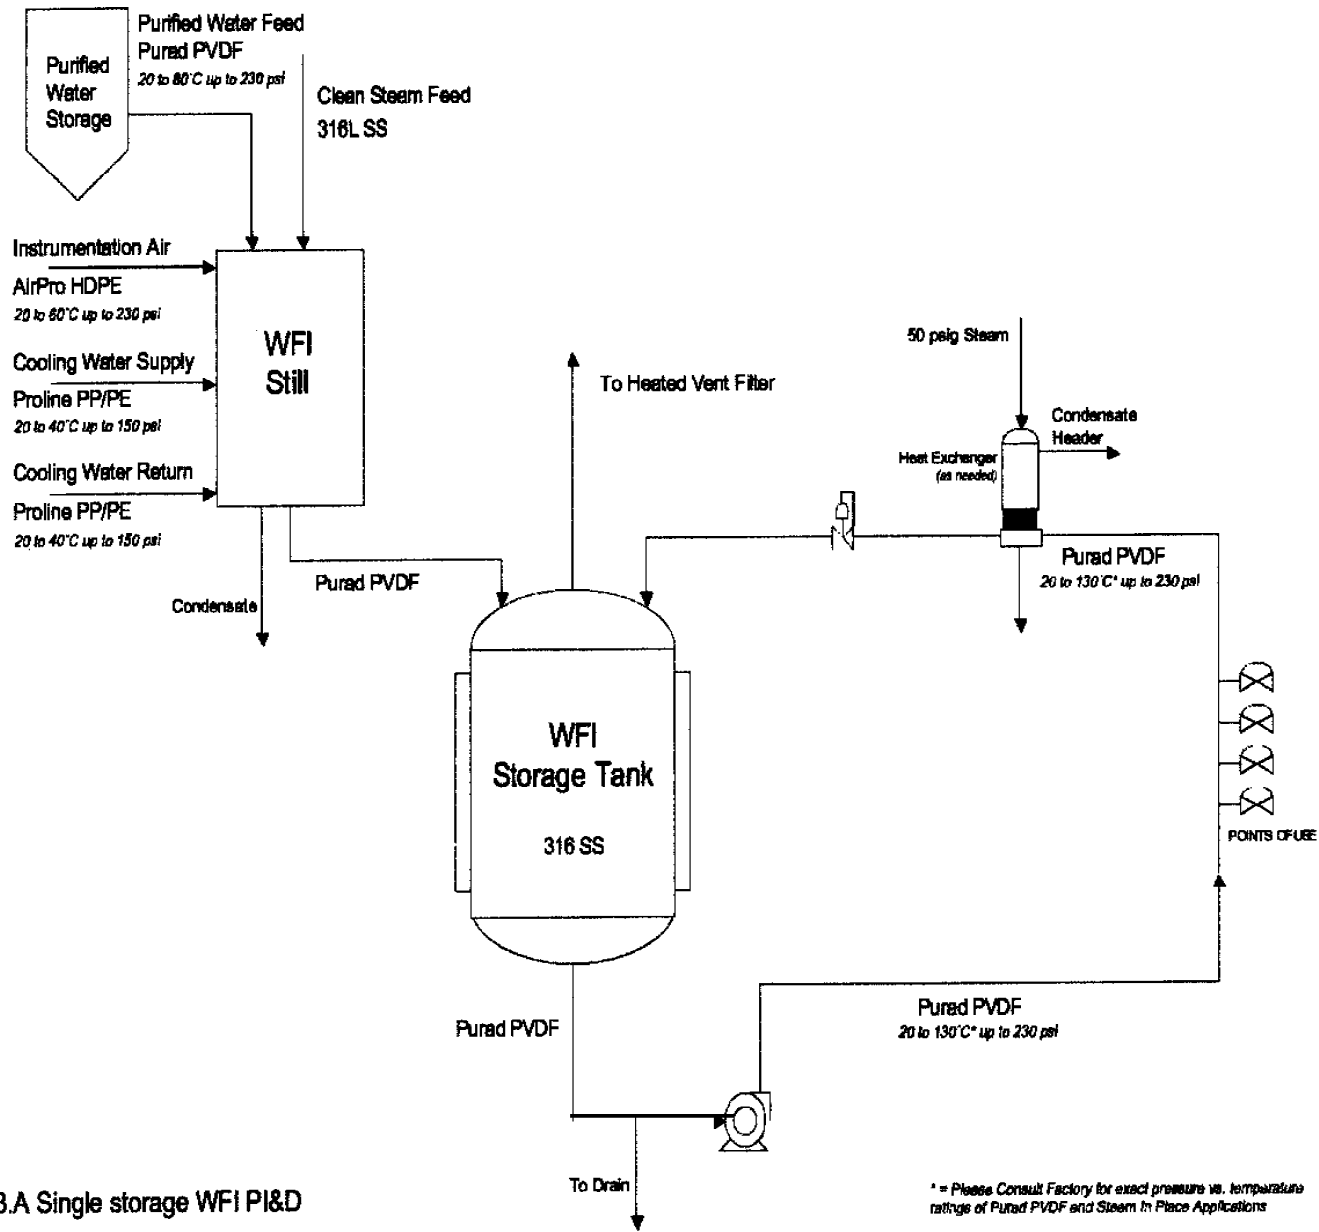 Purified Water Feed
Purad PVDF
20 to 80°C up to 230 psi
Purified
Water
Storage
Clean Steam Feed
316L SS
Instrumentation Air
AirPro HDPE
20 to 60°C up to 230 psi
Cooling Water Supply
Proline PP/PE
20 to 40°C up to 150 psi
Cooling Water Return
Proline PP/PE
20 to 40°C up to 150 psi
WFI
Still
Condensate
Purad PVDF
To Heated Vent Filter
50 psig Steam
Condensate
Header
Heat Exchanger
(as needed)
Purad PVDF
20 to 130°C* up to 230 psi
WFI
Storage Tank
316 SS
POINTS OF USE
Purad PVDF
Purad PVDF
20 to 130°C* up to 230 psi
To Drain
3.A Single storage WFI PI&D
* = Please Consult Factory for exact pressure vs. temperature
ratings of Purad PVDF and Steam In Place Applications